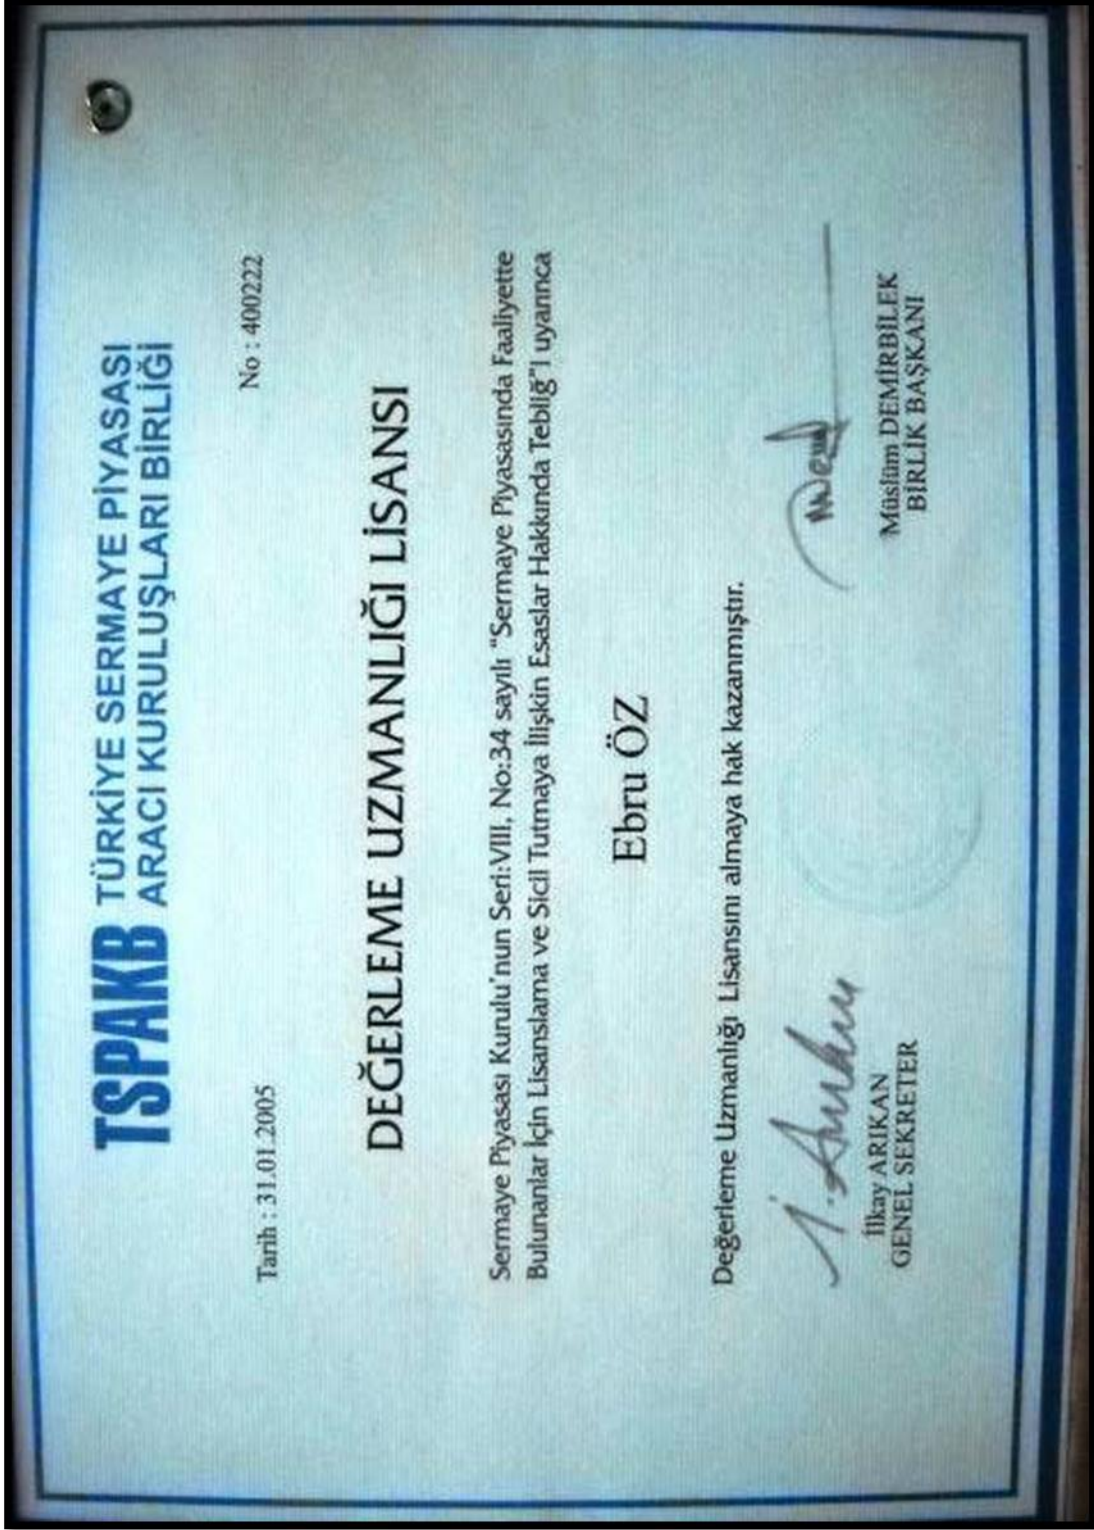 TSPAKB TÜRKİYE SERMAYE PİYASASI
ARACI KURULUŞLARI BİRLİĞİ
Tarih : 31.01.2005
No : 400222
DEĞERLEME UZMANLIĞI LİSANSI
Sermaye Piyasası Kurulu'nun Seri:VIII, No:34 sayılı "Sermaye Piyasasında Faaliyette
Bulunanlar İçin Lisanslama ve Sicil Tutmaya İlişkin Esaslar Hakkında Tebliğ"i uyarınca
Ebru ÖZ
Değerleme Uzmanlığı Lisansını almaya hak kazanmıştır.
İ. Arıkan
İlkay ARIKAN
GENEL SEKRETER
Müslüm DEMİRBİLEK
BİRLİK BAŞKANI